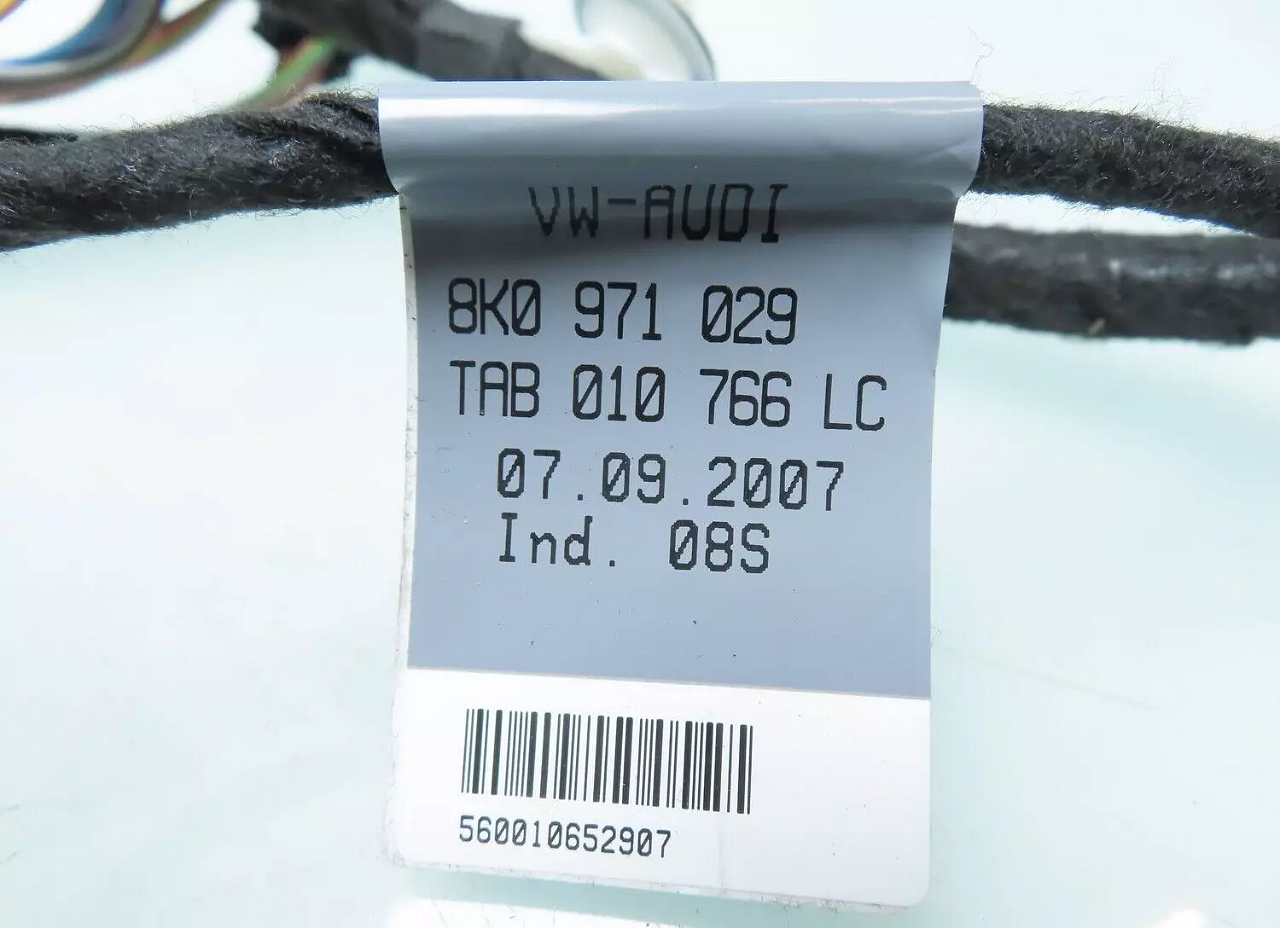 VW-AUDI
8K0 971 029
TAB 010 766 LC
07.09.2007
Ind. 08S
560010652907